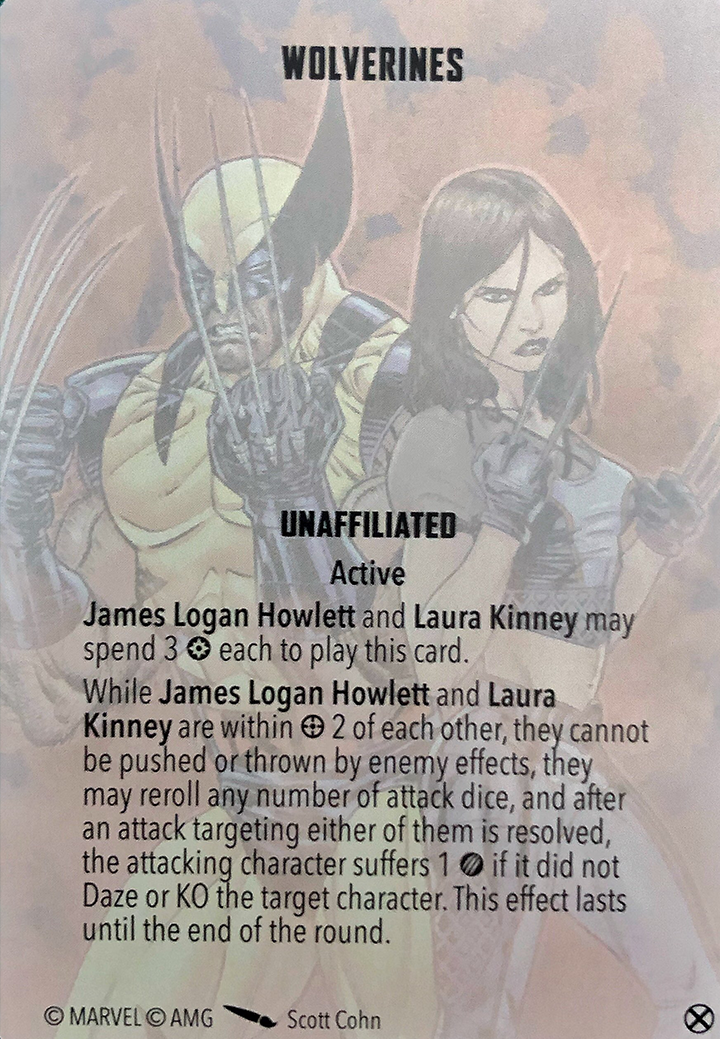 WOLVERINES
UNAFFILIATED
Active
James Logan Howlett and Laura Kinney may
spend 3 each to play this card.
While James Logan Howlett and Laura
Kinney are within 2 of each other, they cannot
be pushed or thrown by enemy effects, they
may reroll any number of attack dice, and after
an attack targeting either of them is resolved,
the attacking character suffers 1 if it did not
Daze or KO the target character. This effect lasts
until the end of the round.
© MARVEL © AMG Scott Cohn